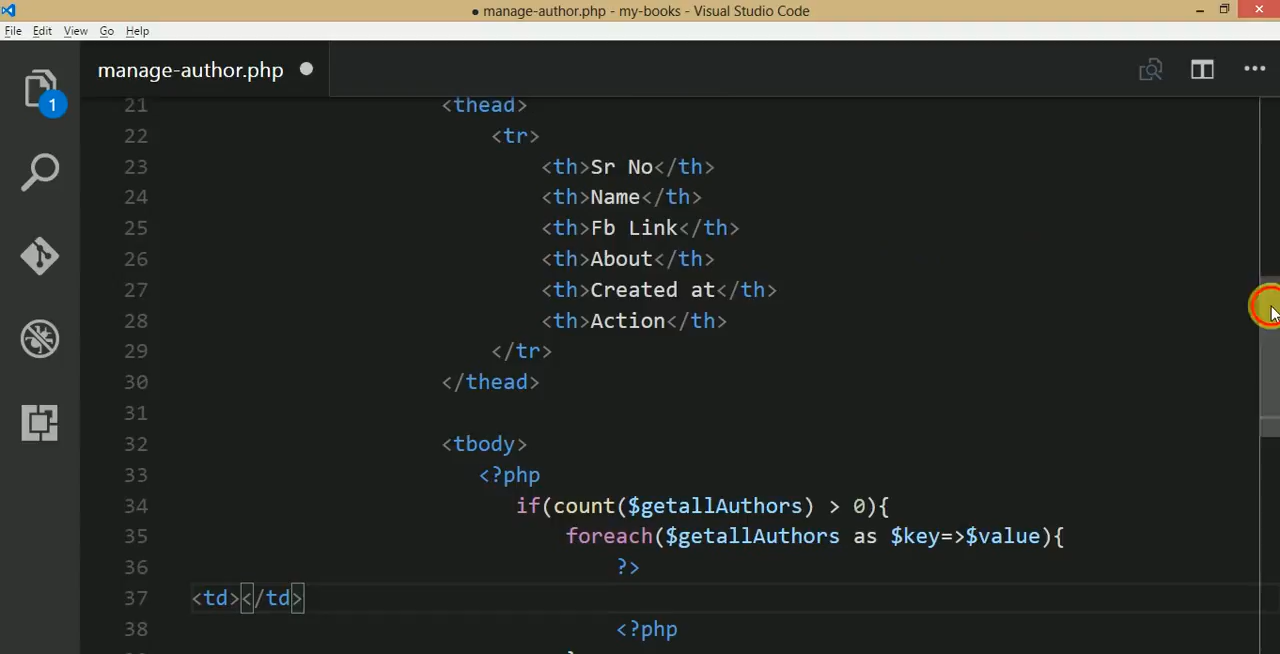 ● manage-author.php - my-books - Visual Studio Code
File Edit View Go Help
manage-author.php
1
21 <thead>
22 <tr>
23 <th>Sr No</th>
24 <th>Name</th>
25 <th>Fb Link</th>
26 <th>About</th>
27 <th>Created at</th>
28 <th>Action</th>
29 </tr>
30 </thead>
31
32 <tbody>
33 <?php
34 if(count($getallAuthors) > 0){
35 foreach($getallAuthors as $key=>$value){
36 ?>
37 <td></td>
38 <?php